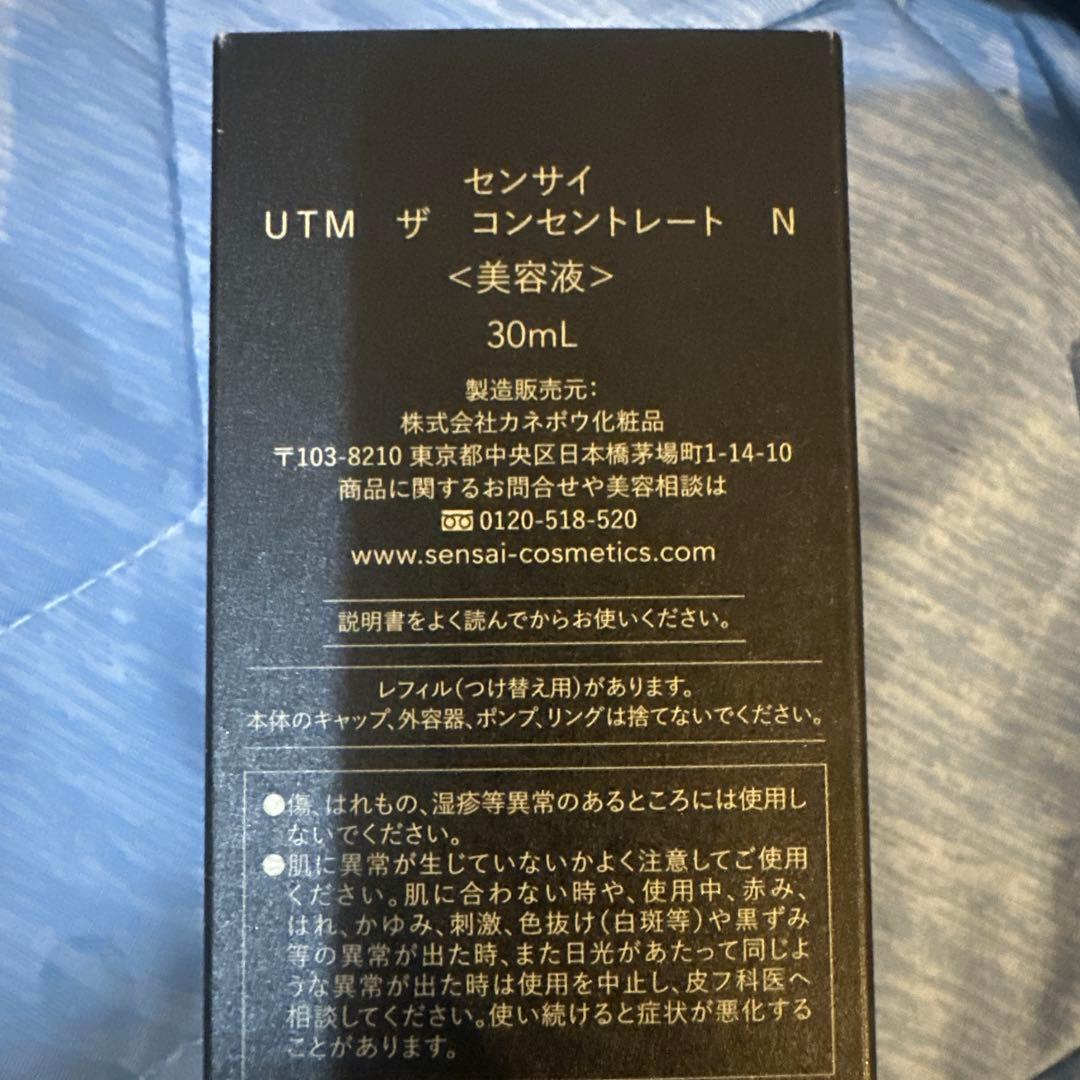 センサイ
UTM ザ コンセントレート N
＜美容液＞
30mL
製造販売元：
株式会社カネボウ化粧品
〒103-8210 東京都中央区日本橋茅場町1-14-10
商品に関するお問合せや美容相談は
0120-518-520
www.sensai-cosmetics.com
説明書をよく読んでからお使いください。
レフィル(つけ替え用)があります。
本体のキャップ、外容器、ポンプ、リングは捨てないでください。
●傷、はれもの、湿疹等異常のあるところには使用し
ないでください。
●肌に異常が生じていないかよく注意してご使用
ください。肌に合わない時や、使用中、赤み、
はれ、かゆみ、刺激、色抜け(白斑等)や黒ずみ
等の異常が出た時、また日光があたって同じよ
うな異常が出た時は使用を中止し、皮フ科医へ
相談してください。使い続けると症状が悪化する
ことがあります。